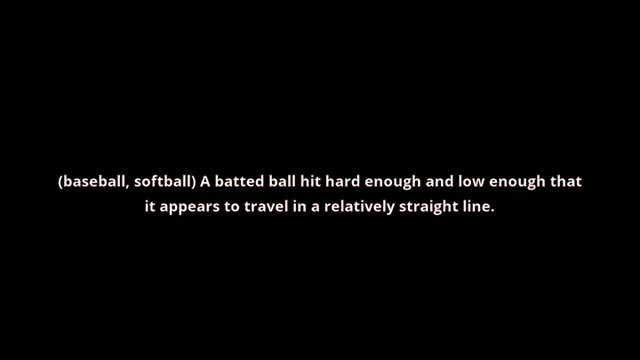 (baseball, softball) A batted ball hit hard enough and low enough that
it appears to travel in a relatively straight line.